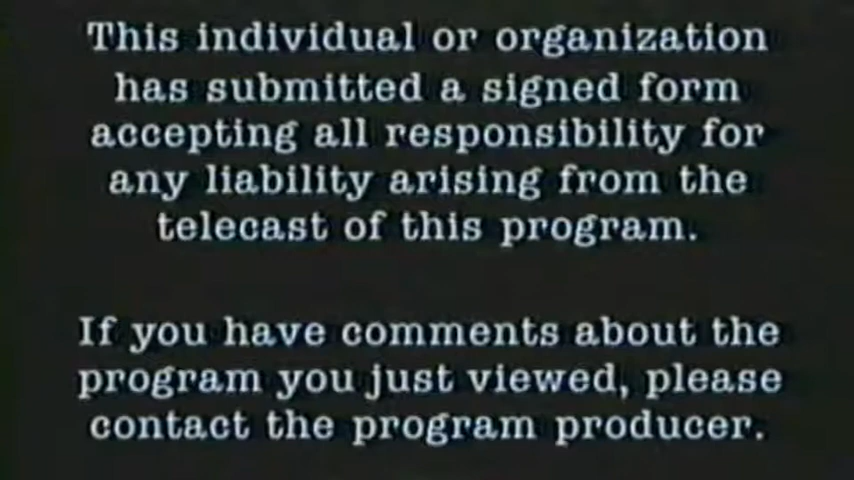 This individual or organization
has submitted a signed form
accepting all responsibility for
any liability arising from the
telecast of this program.
If you have comments about the
program you just viewed, please
contact the program producer.